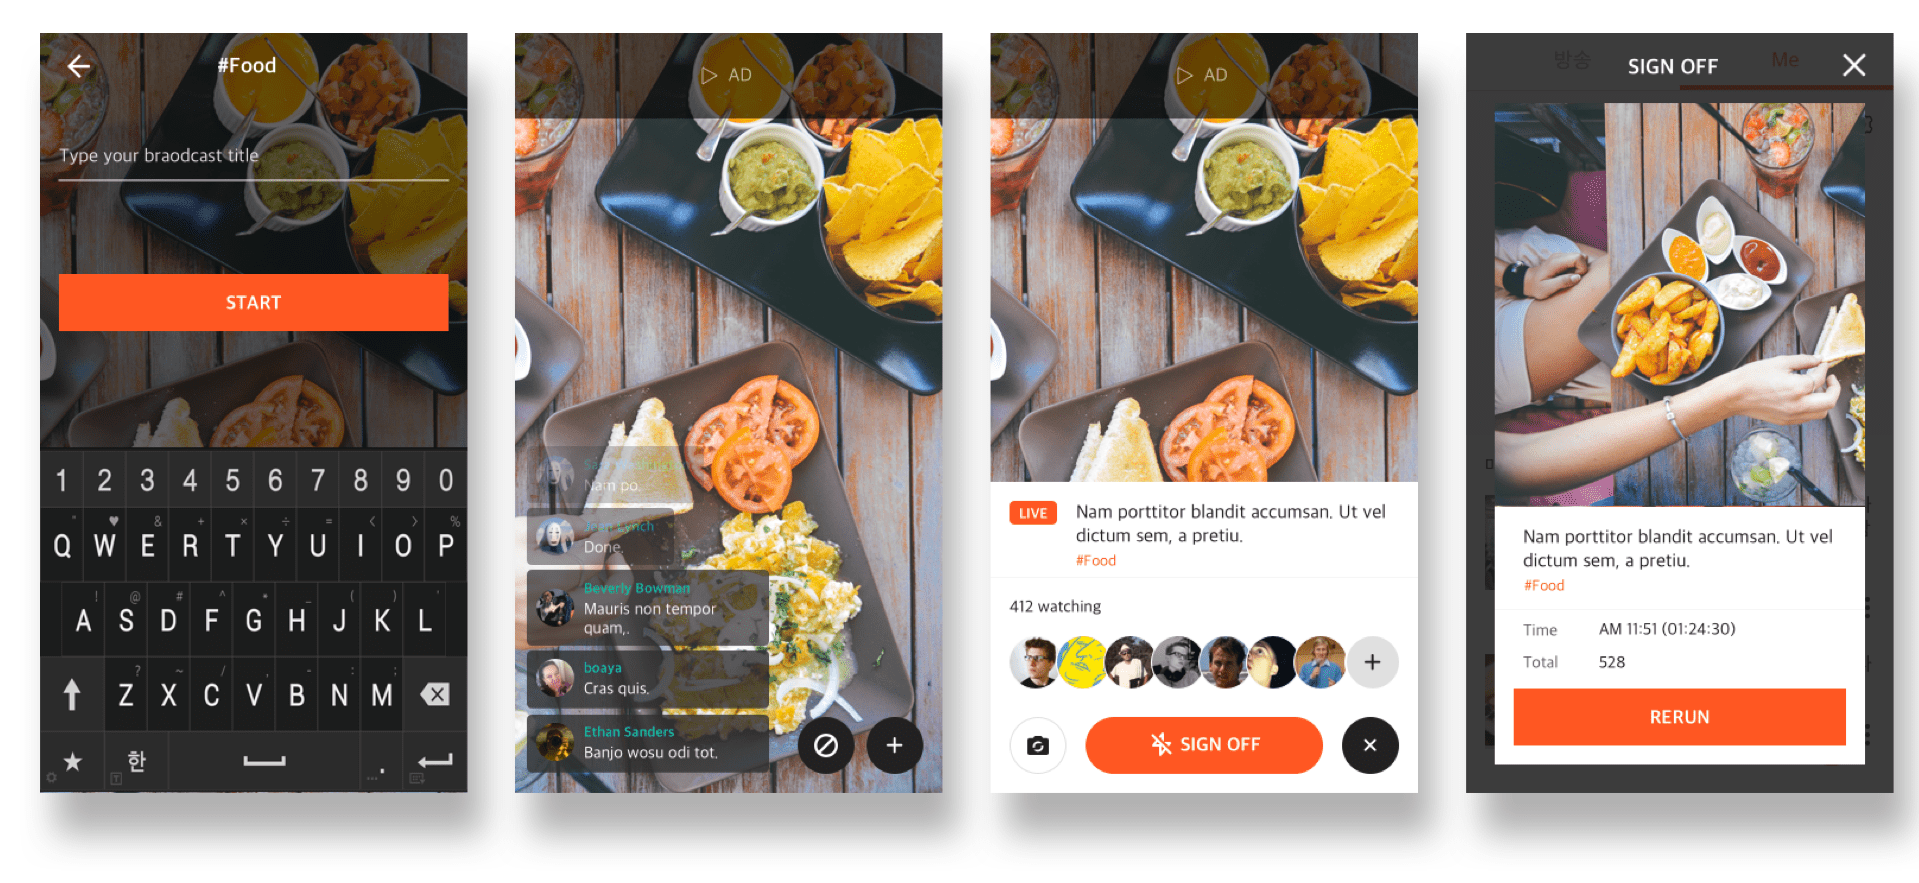 #Food
Type your braodcast title
START
1 2 3 4 5 6 7 8 9 0
Q W E R T Y U I O P
A S D F G H J K L
Z X C V B N M
한
AD
Nam po.
Lynch
Done.
Beverly Bowman
Mauris non tempor
quam,.
boaya
Cras quis.
Ethan Sanders
Banjo wosu odi tot.
AD
LIVE
Nam porttitor blandit accumsan. Ut vel
dictum sem, a pretiu.
#Food
412 watching
SIGN OFF
방송
SIGN OFF
Me
Nam porttitor blandit accumsan. Ut vel
dictum sem, a pretiu.
#Food
Time AM 11:51 (01:24:30)
Total 528
RERUN